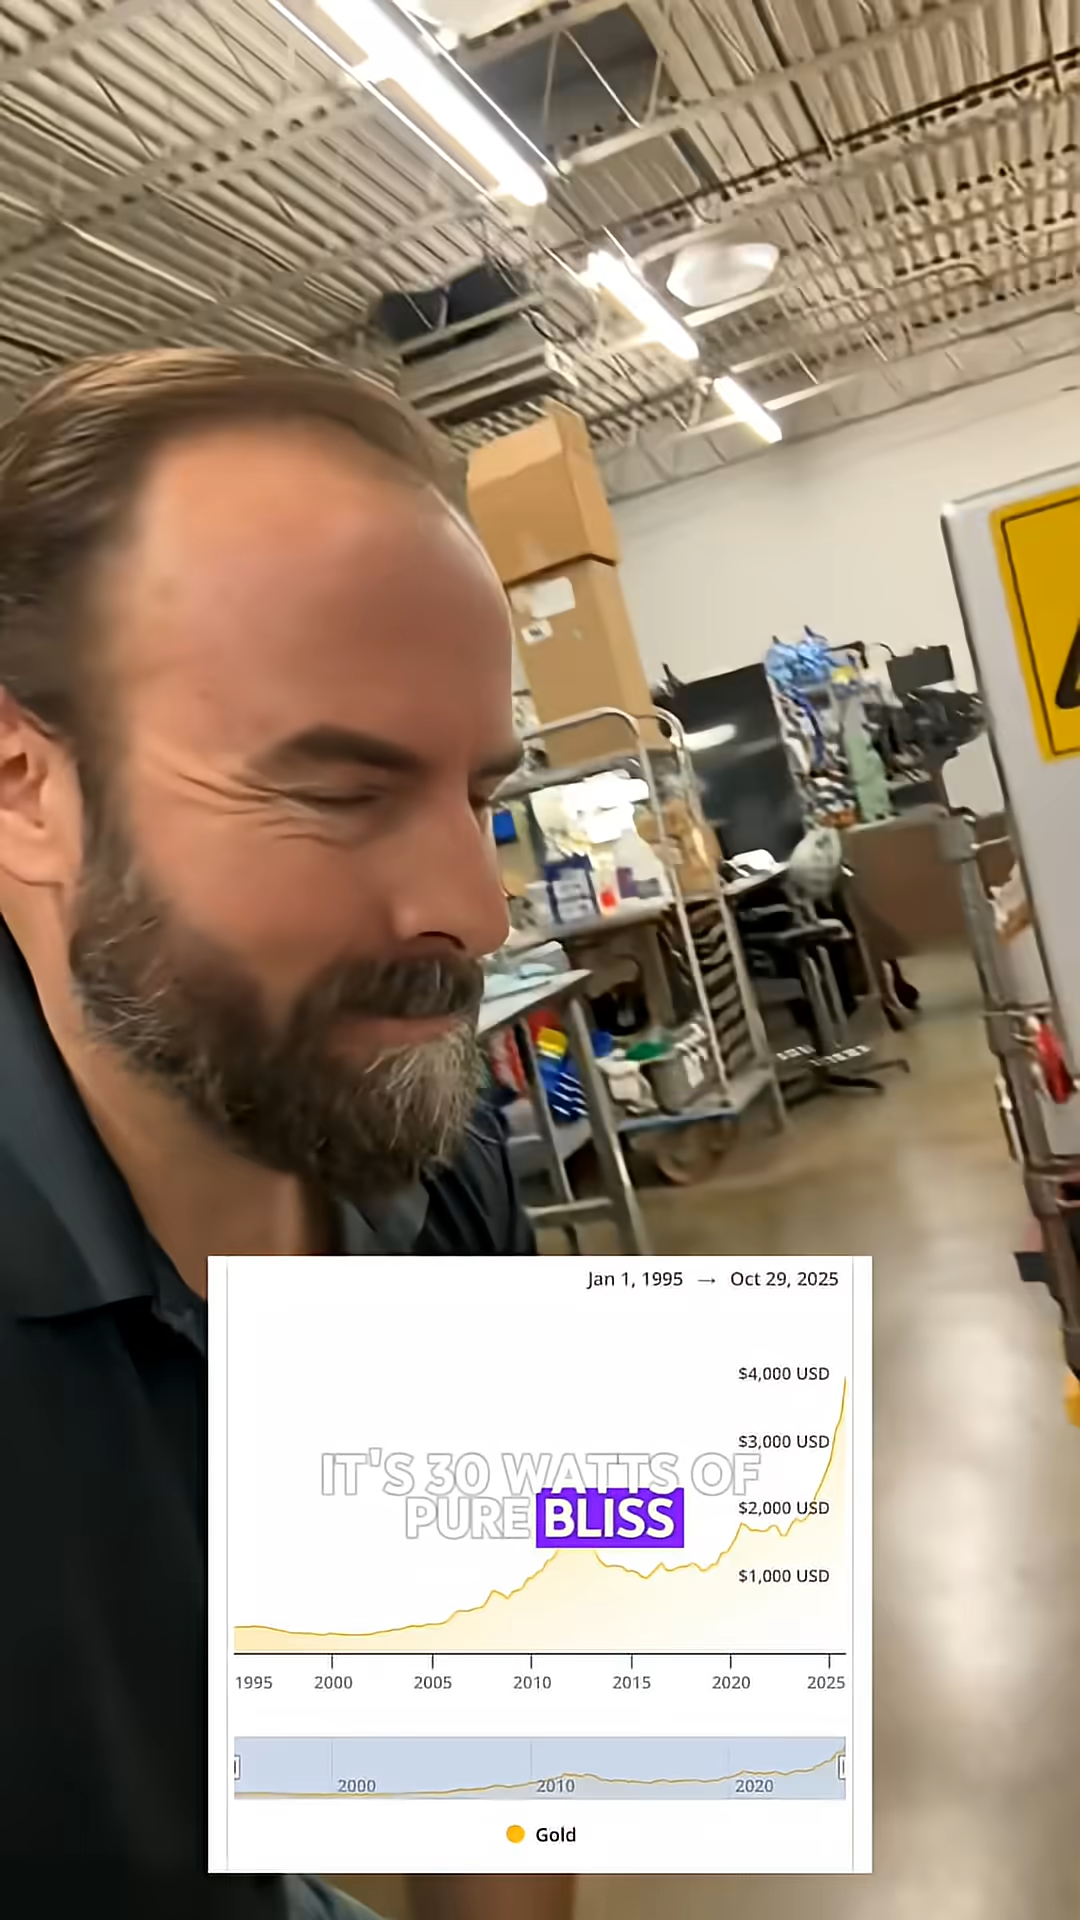 Jan 1, 1995 → Oct 29, 2025
$4,000 USD
$3,000 USD
IT'S 30 WATTS OF
PURE BLISS
$2,000 USD
$1,000 USD
1995 2000 2005 2010 2015 2020 2025
2000 2010 2020
Gold